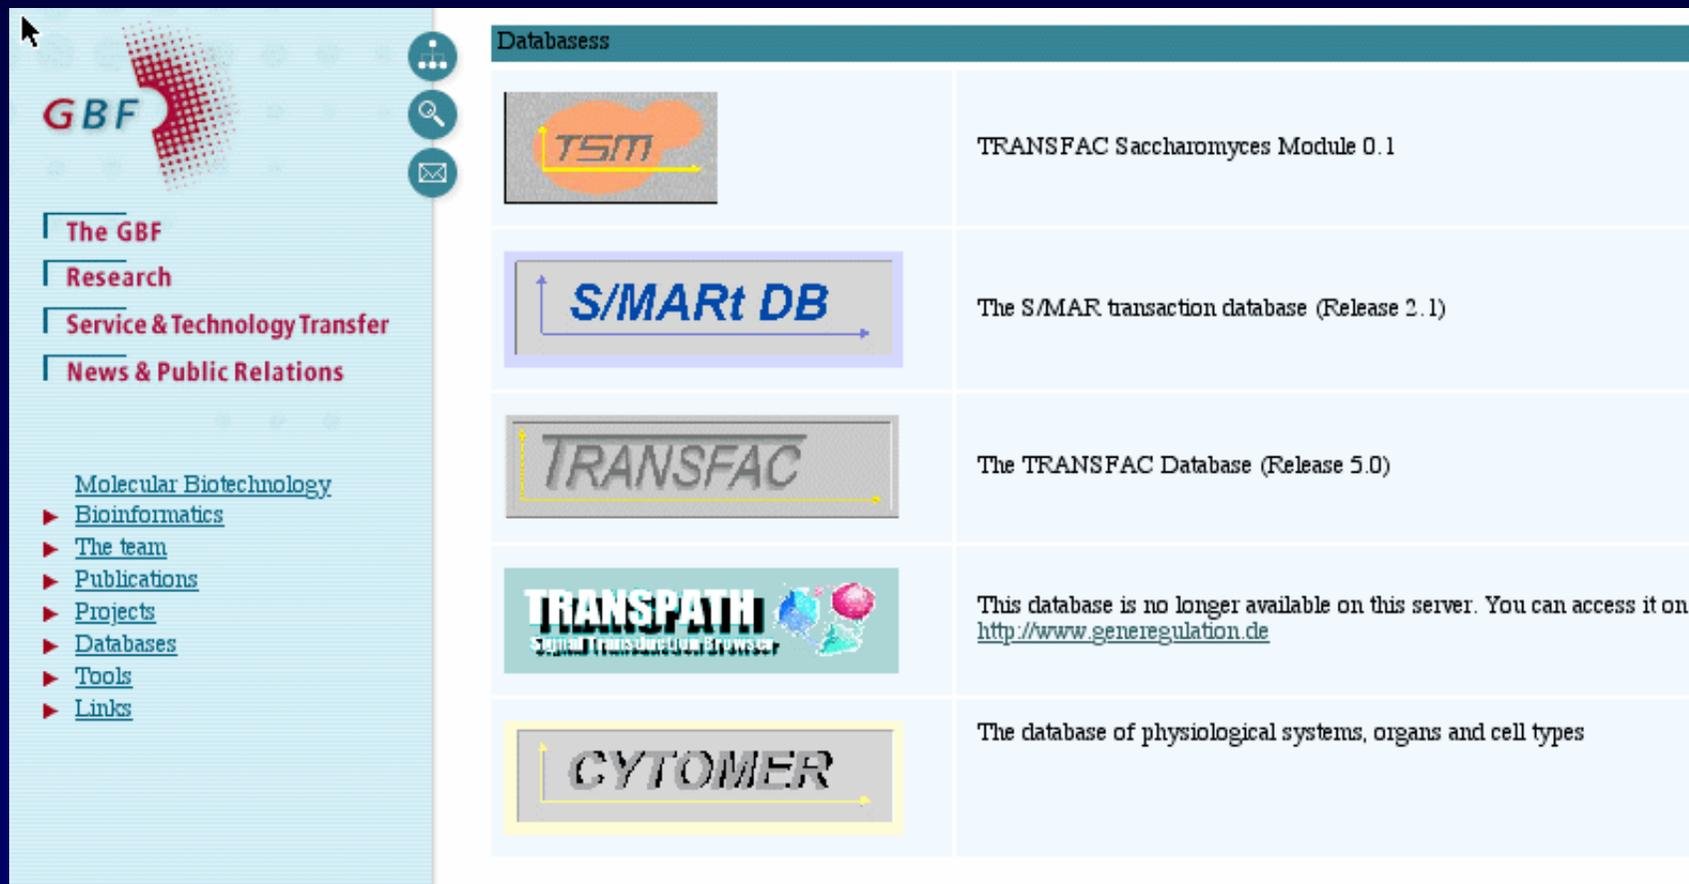 GBF
The GBF
Research
Service & Technology Transfer
News & Public Relations
Molecular Biotechnology
Bioinformatics
The team
Publications
Projects
Databases
Tools
Links
Databasess
TSM
TRANSFAC Saccharomyces Module 0.1
S/MARt DB
The S/MAR transaction database (Release 2.1)
TRANSFAC
The TRANSFAC Database (Release 5.0)
TRANSPATH
Signal Transduction Browser
This database is no longer available on this server. You can access it on
http://www.generegulation.de
CYTOMER
The database of physiological systems, organs and cell types